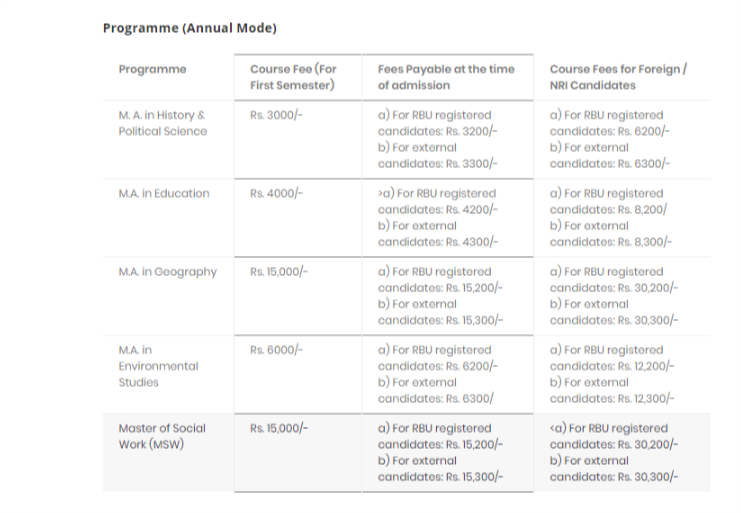 Programme (Annual Mode)
Programme
Course Fee (For
First Semester)
Fees Payable at the time
of admission
Course Fees for Foreign /
NRI Candidates
M. A. in History &
Political Science
Rs. 3000/-
a) For RBU registered
candidates: Rs. 3200/-
b) For external
candidates: Rs. 3300/-
a) For RBU registered
candidates: Rs. 6200/-
b) For external
candidates: Rs. 6300/-
M.A. in Education
Rs. 4000/-
>a) For RBU registered
candidates: Rs. 4200/-
b) For external
candidates: Rs. 4300/-
a) For RBU registered
candidates: Rs. 8,200/
b) For external
candidates: Rs. 8,300/-
M.A. in Geography
Rs. 15,000/-
a) For RBU registered
candidates: Rs. 15,200/-
b) For external
candidates: Rs. 15,300/-
a) For RBU registered
candidates: Rs. 30,200/-
b) For external
candidates: Rs. 30,300/-
M.A. in
Environmental
Studies
Rs. 6000/-
a) For RBU registered
candidates: Rs. 6200/-
b) For external
candidates: Rs. 6300/
a) For RBU registered
candidates: Rs. 12,200/-
b) For external
candidates: Rs. 12,300/-
Master of Social
Work (MSW)
Rs. 15,000/-
a) For RBU registered
candidates: Rs. 15,200/-
b) For external
candidates: Rs. 15,300/-
<a) For RBU registered
candidates: Rs. 30,200/-
b) For external
candidates: Rs. 30,300/-